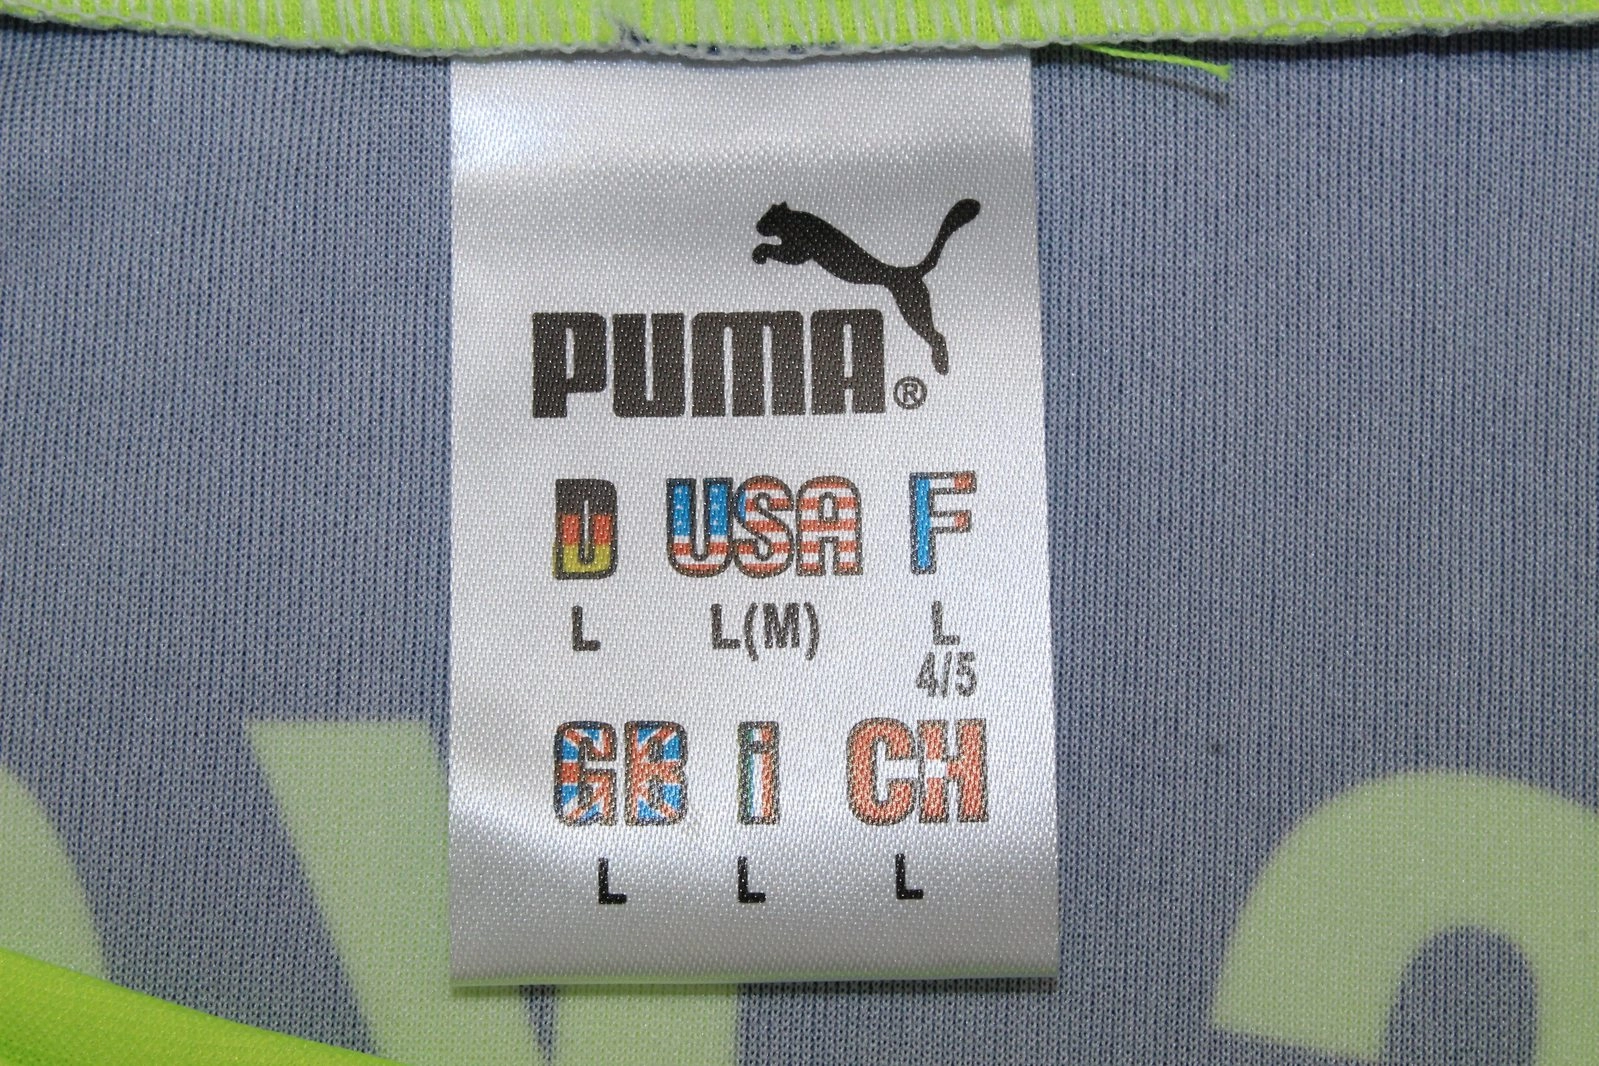 PUMA®
D USA F
L L(M) L
4/5
GB I CH
L L L